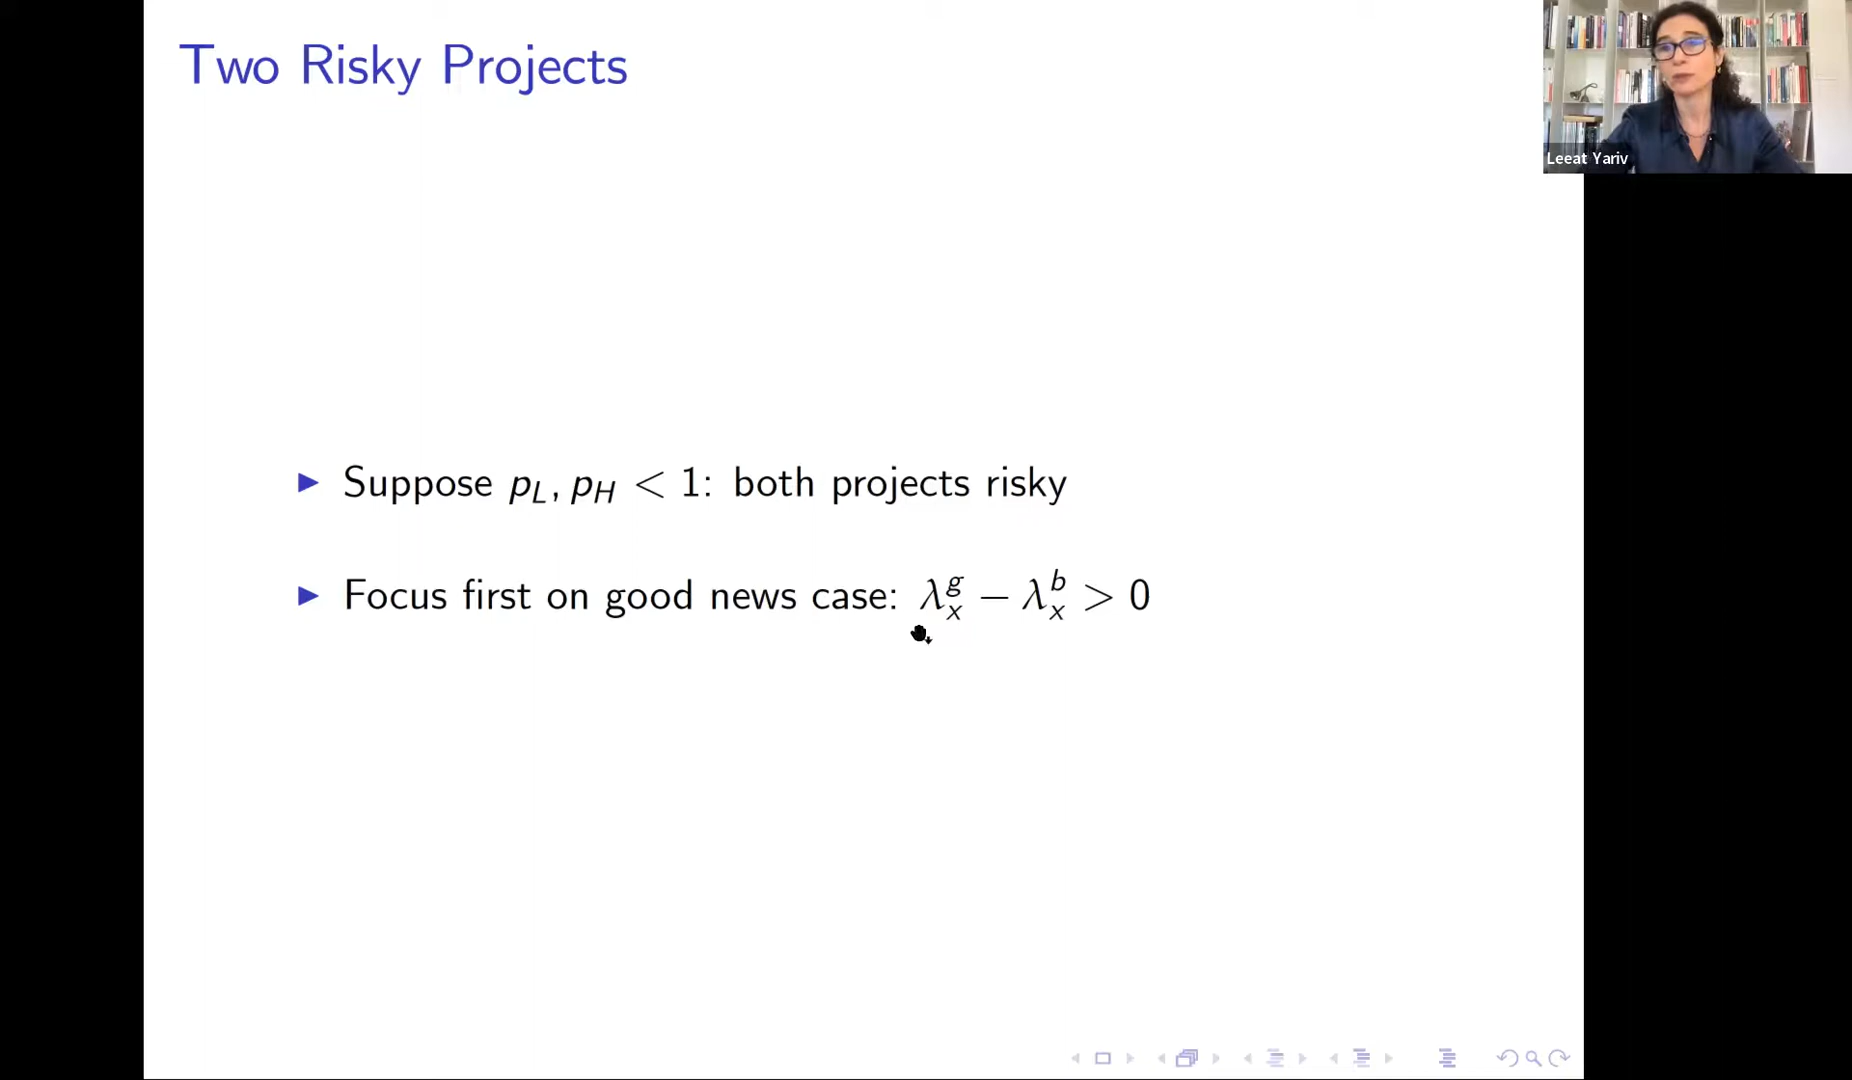 Two Risky Projects
Leeat Yariv
▶ Suppose p_L, p_H < 1: both projects risky
▶ Focus first on good news case: λ_x^g − λ_x^b > 0